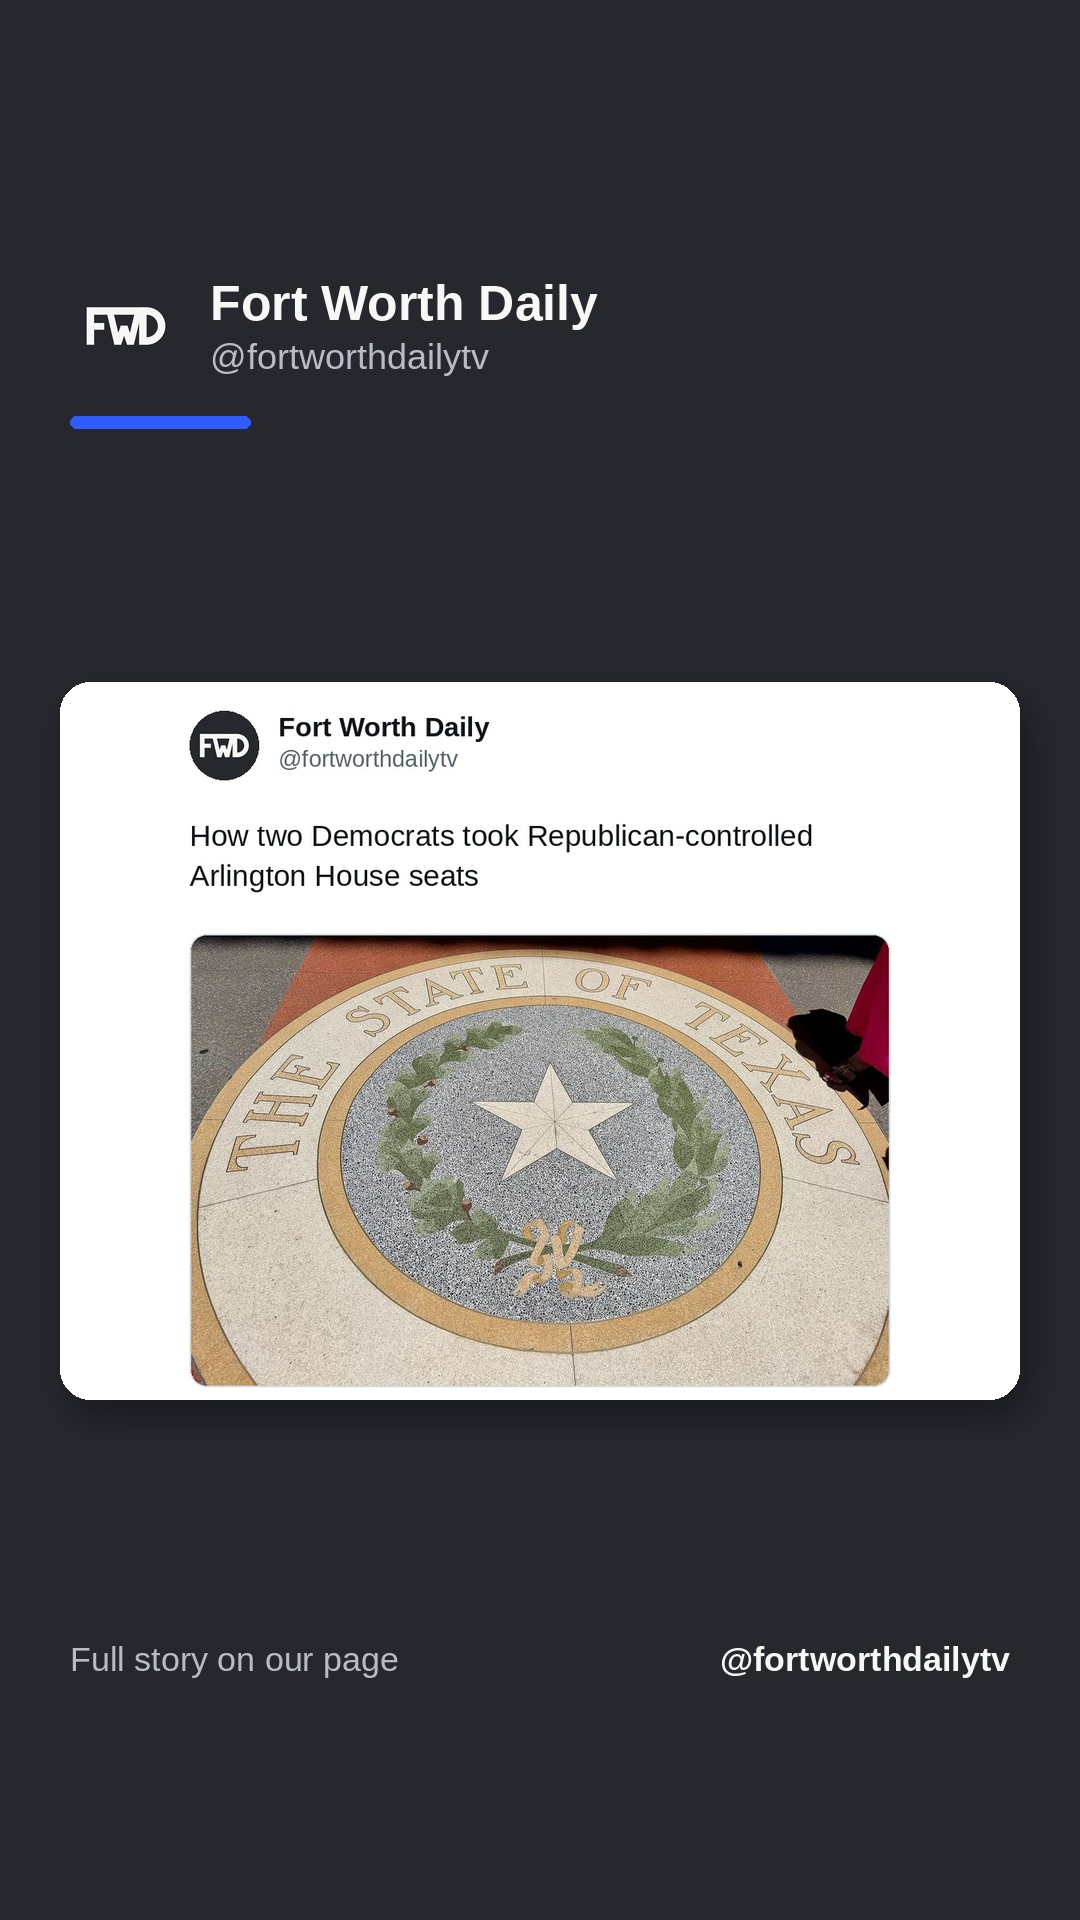 FWD
Fort Worth Daily
@fortworthdailytv
FWD
Fort Worth Daily
@fortworthdailytv
How two Democrats took Republican-controlled
Arlington House seats
THE STATE OF TEXAS
Full story on our page
@fortworthdailytv